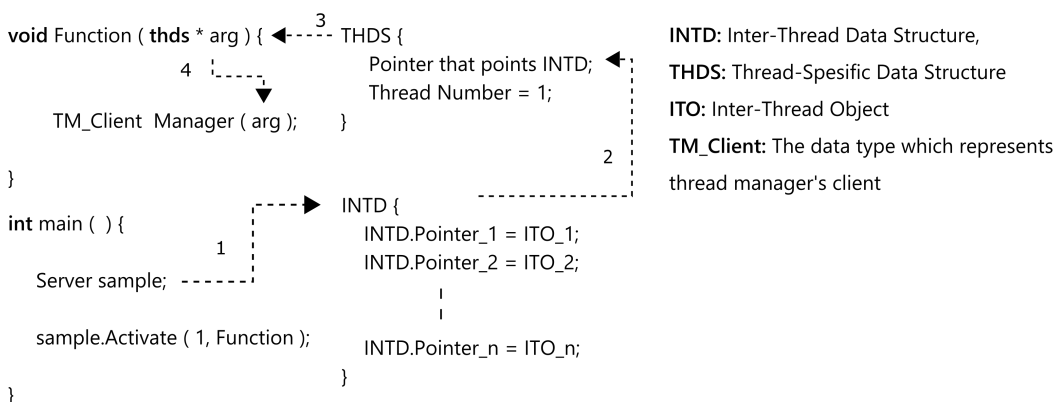 void Function ( thds * arg ) {
4
TM_Client Manager ( arg );
}
int main ( ) {
1
Server sample;
sample.Activate ( 1, Function );
}
3
THDS {
Pointer that points INTD;
Thread Number = 1;
}
2
INTD {
INTD.Pointer_1 = ITO_1;
INTD.Pointer_2 = ITO_2;
INTD.Pointer_n = ITO_n;
}
INTD: Inter-Thread Data Structure,
THDS: Thread-Spesific Data Structure
ITO: Inter-Thread Object
TM_Client: The data type which represents
thread manager's client